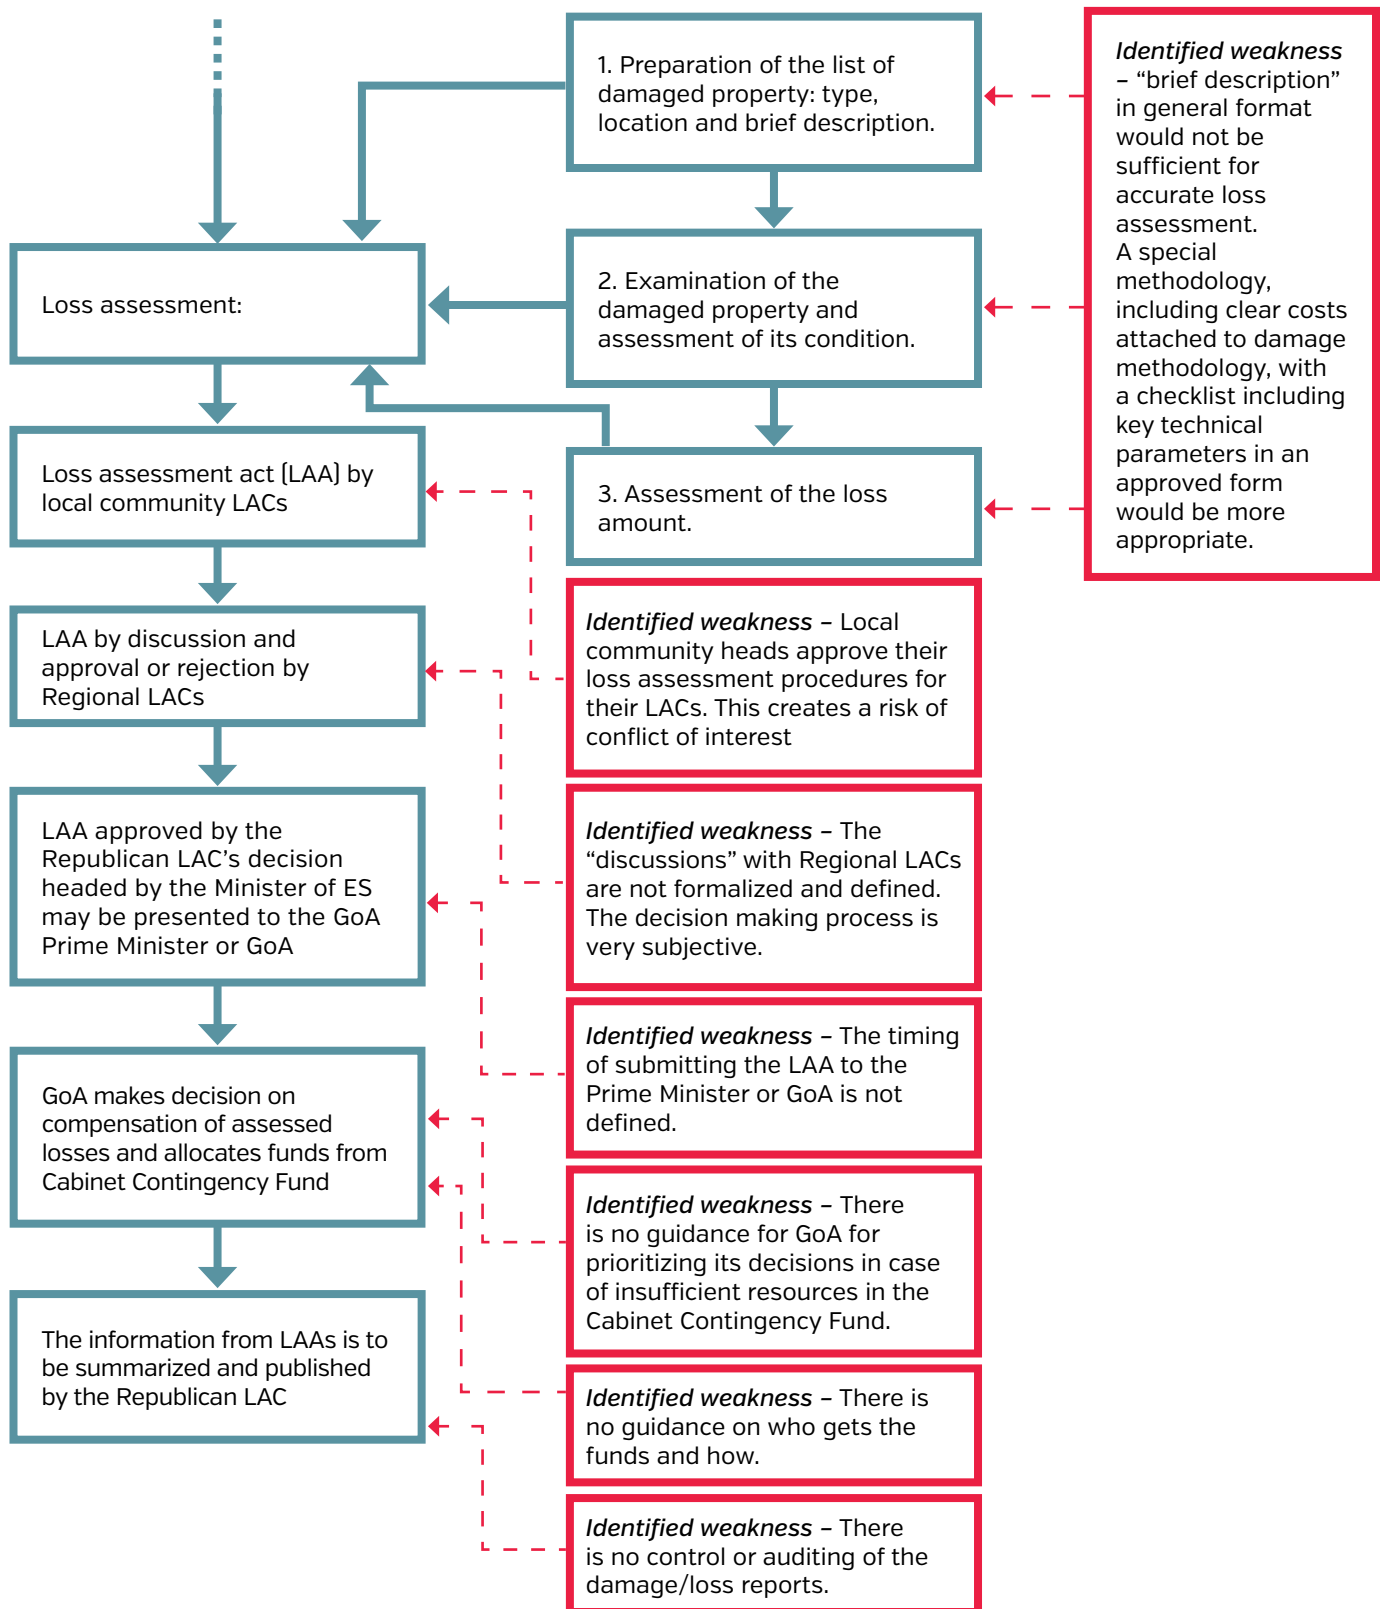 1. Preparation of the list of
damaged property: type,
location and brief description.
Identified weakness
– “brief description”
in general format
would not be
sufficient for
accurate loss
assessment.
A special
methodology,
including clear costs
attached to damage
methodology, with
a checklist including
key technical
parameters in an
approved form
would be more
appropriate.
Loss assessment:
2. Examination of the
damaged property and
assessment of its condition.
Loss assessment act (LAA) by
local community LACs
3. Assessment of the loss
amount.
LAA by discussion and
approval or rejection by
Regional LACs
Identified weakness – Local
community heads approve their
loss assessment procedures for
their LACs. This creates a risk of
conflict of interest
LAA approved by the
Republican LAC’s decision
headed by the Minister of ES
may be presented to the GoA
Prime Minister or GoA
Identified weakness – The
“discussions” with Regional LACs
are not formalized and defined.
The decision making process is
very subjective.
Identified weakness – The timing
of submitting the LAA to the
Prime Minister or GoA is not
defined.
GoA makes decision on
compensation of assessed
losses and allocates funds from
Cabinet Contingency Fund
Identified weakness – There
is no guidance for GoA for
prioritizing its decisions in case
of insufficient resources in the
Cabinet Contingency Fund.
The information from LAAs is to
be summarized and published
by the Republican LAC
Identified weakness – There is
no guidance on who gets the
funds and how.
Identified weakness – There
is no control or auditing of the
damage/loss reports.